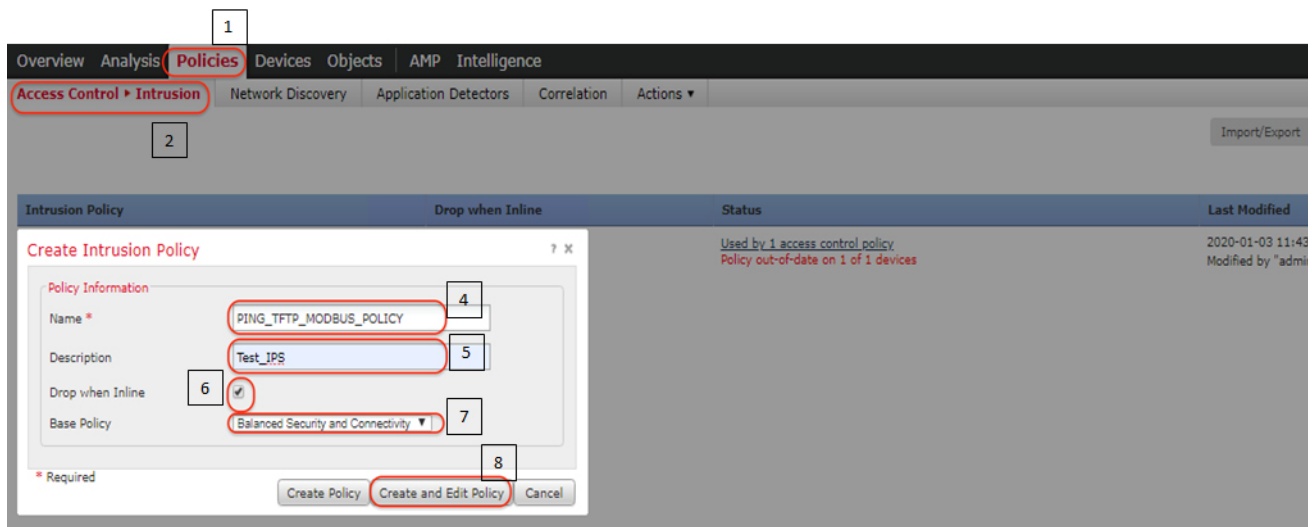 1
Overview Analysis Policies Devices Objects AMP Intelligence
Access Control ▸ Intrusion Network Discovery Application Detectors Correlation Actions ▼
2
Import/Export
Intrusion Policy Drop when Inline Status Last Modified
Create Intrusion Policy ? X
Used by 1 access control policy 2020-01-03 11:43
Policy out-of-date on 1 of 1 devices Modified by "admi
Policy Information
4
Name * PING_TFTP_MODBUS_POLICY
Description Test_IPS 5
Drop when Inline 6
Base Policy Balanced Security and Connectivity ▼ 7
8
* Required
Create Policy Create and Edit Policy Cancel